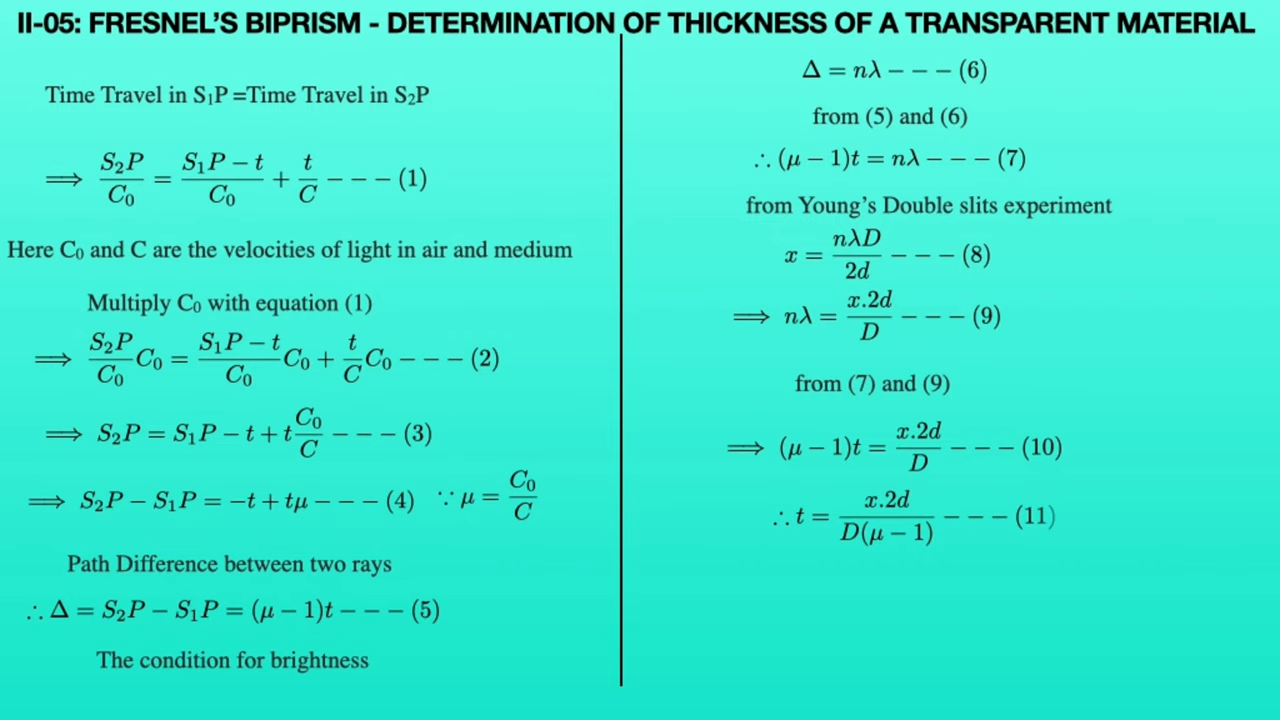 II-05: FRESNEL'S BIPRISM - DETERMINATION OF THICKNESS OF A TRANSPARENT MATERIAL
Time Travel in S₁P =Time Travel in S₂P
⟹ S₂P/C₀ = (S₁P − t)/C₀ + t/C − − − (1)
Here C₀ and C are the velocities of light in air and medium
Multiply C₀ with equation (1)
⟹ S₂P/C₀ C₀ = (S₁P − t)/C₀ C₀ + t/C C₀ − − − (2)
⟹ S₂P = S₁P − t + t C₀/C − − − (3)
⟹ S₂P − S₁P = −t + tμ − − − (4) ∵ μ = C₀/C
Path Difference between two rays
∴ Δ = S₂P − S₁P = (μ − 1)t − − − (5)
The condition for brightness
Δ = nλ − − − (6)
from (5) and (6)
∴ (μ − 1)t = nλ − − − (7)
from Young's Double slits experiment
x = nλD/2d − − − (8)
⟹ nλ = x.2d/D − − − (9)
from (7) and (9)
⟹ (μ − 1)t = x.2d/D − − − (10)
∴ t = x.2d/D(μ − 1) − − − (11)